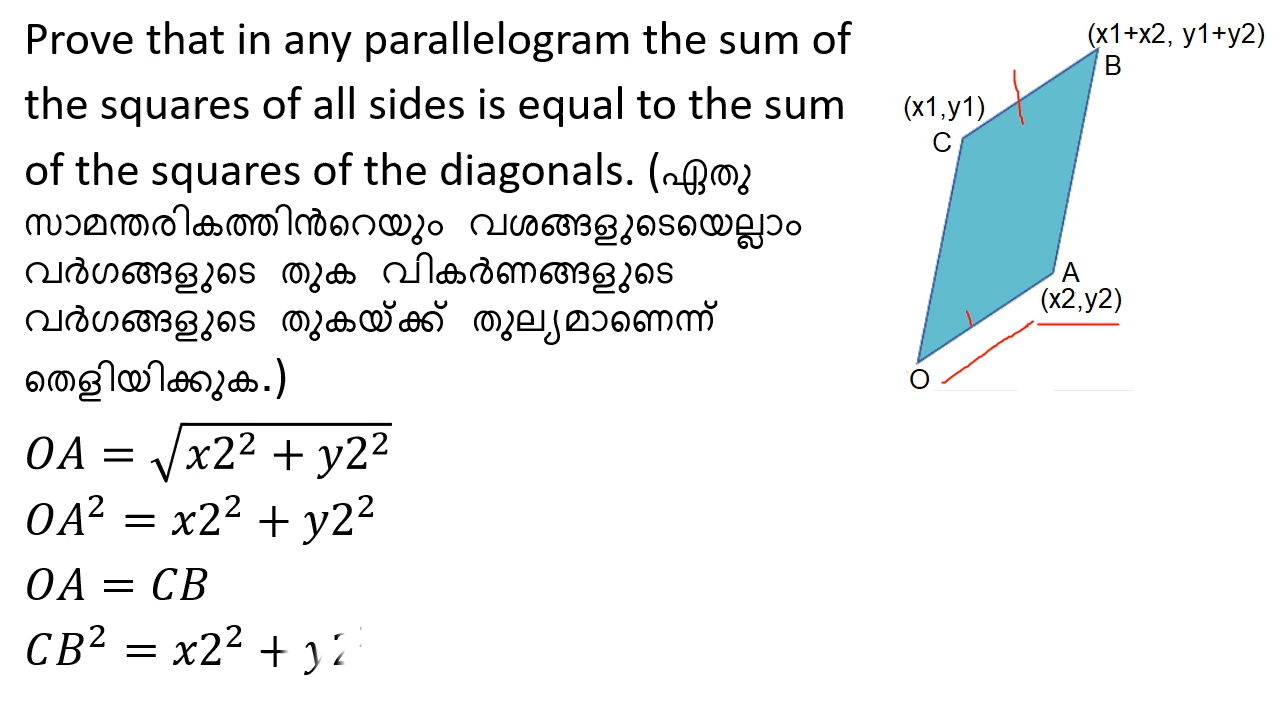 Prove that in any parallelogram the sum of
the squares of all sides is equal to the sum
of the squares of the diagonals. (ഏതു
സാമന്തരികത്തിൻറെയും വശങ്ങളുടെയെല്ലാം
വർഗങ്ങളുടെ തുക വികർണങ്ങളുടെ
വർഗങ്ങളുടെ തുകയ്ക്ക് തുല്യമാണെന്ന്
തെളിയിക്കുക.)
OA = √(x2² + y2²)
OA² = x2² + y2²
OA = CB
CB² = x2² + y2
(x1+x2, y1+y2)
B
(x1,y1)
C
A
(x2,y2)
O